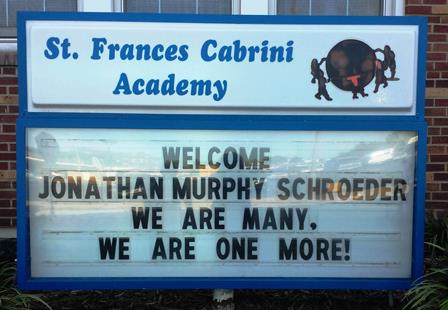 St. Frances Cabrini
Academy
WELCOME
JONATHAN MURPHY SCHROEDER
WE ARE MANY,
WE ARE ONE MORE!